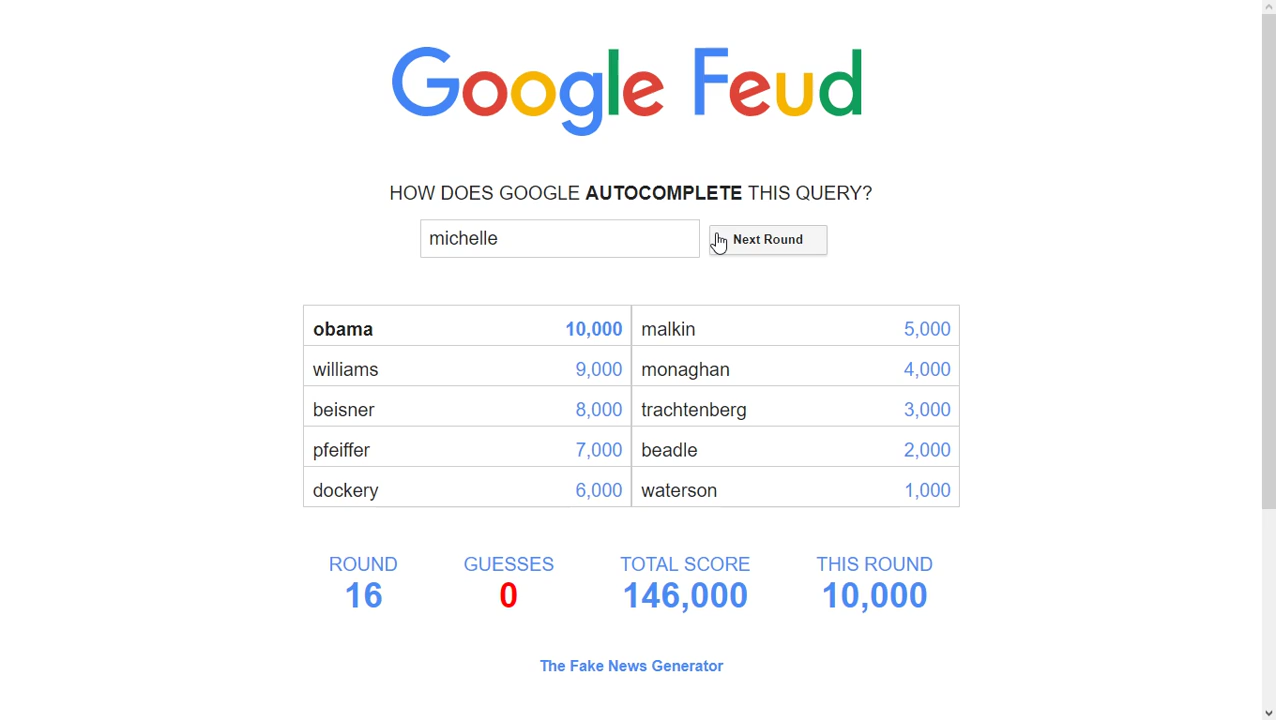 Google Feud
HOW DOES GOOGLE AUTOCOMPLETE THIS QUERY?
michelle
Next Round
obama 10,000 malkin 5,000
williams 9,000 monaghan 4,000
beisner 8,000 trachtenberg 3,000
pfeiffer 7,000 beadle 2,000
dockery 6,000 waterson 1,000
ROUND GUESSES TOTAL SCORE THIS ROUND
16 0 146,000 10,000
The Fake News Generator